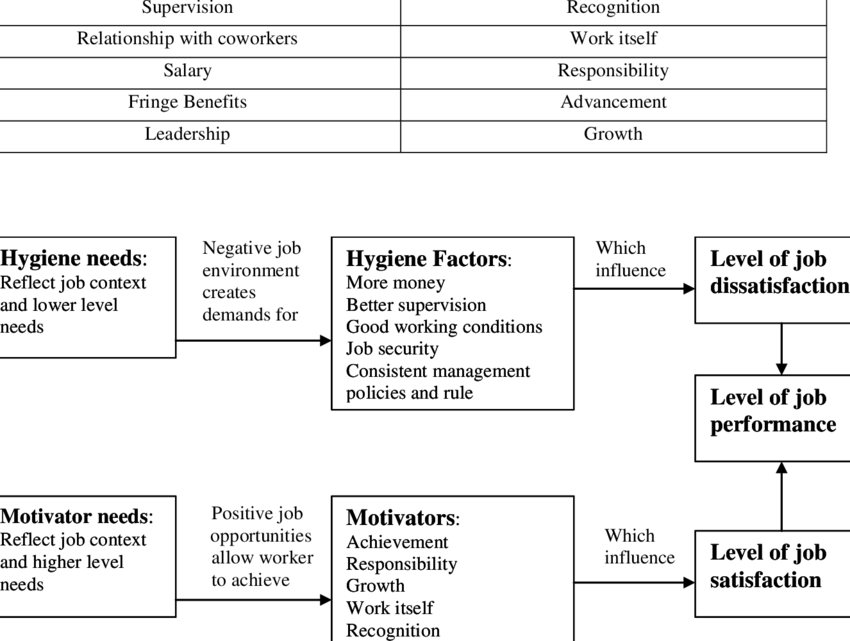 Supervision Recognition
Relationship with coworkers Work itself
Salary Responsibility
Fringe Benefits Advancement
Leadership Growth
Hygiene needs:
Reflect job context
and lower level
needs
Negative job
environment
creates
demands for
Hygiene Factors:
More money
Better supervision
Good working conditions
Job security
Consistent management
policies and rule
Which
influence
Level of job
dissatisfaction
Level of job
performance
Motivator needs:
Reflect job context
and higher level
needs
Positive job
opportunities
allow worker
to achieve
Motivators:
Achievement
Responsibility
Growth
Work itself
Recognition
Which
influence
Level of job
satisfaction